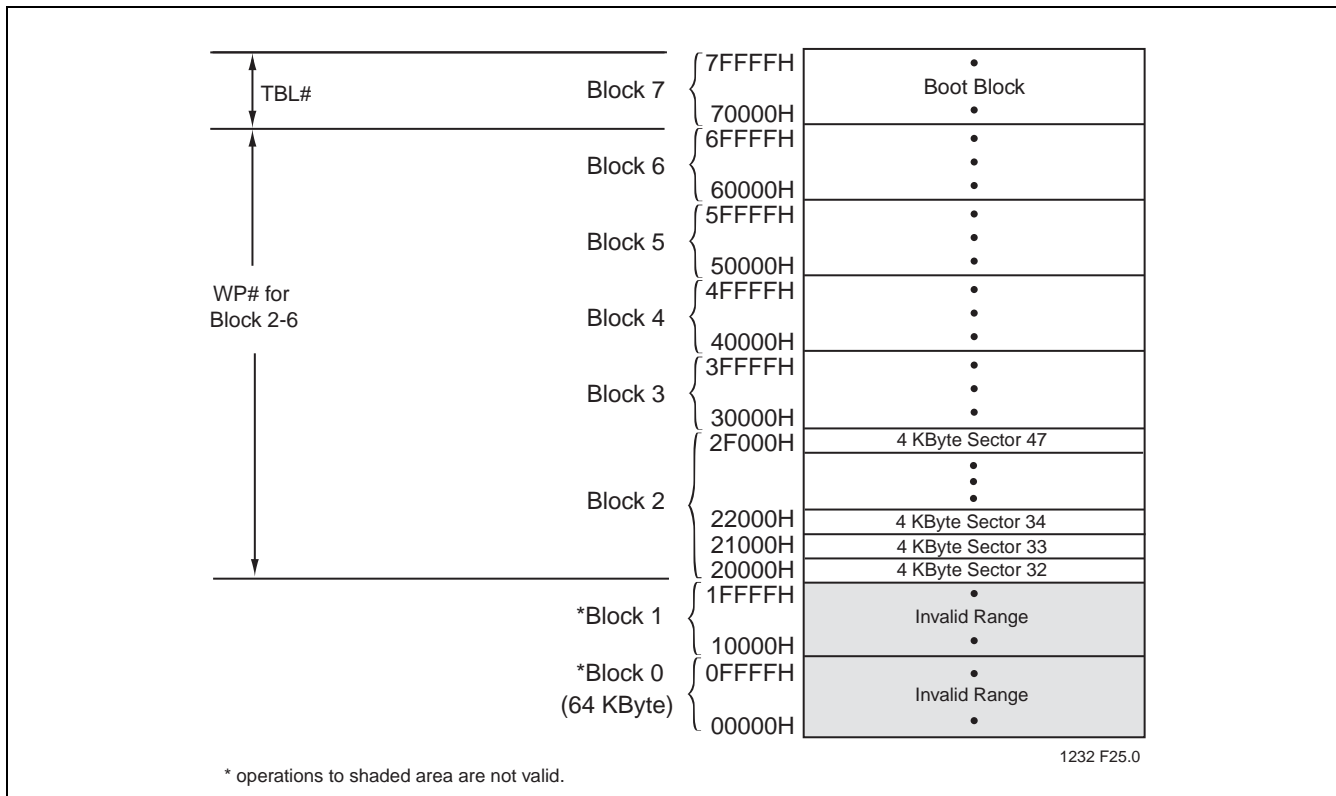 TBL#
Block 7
7FFFFH
70000H
Boot Block
Block 6
6FFFFH
60000H
Block 5
5FFFFH
50000H
WP# for
Block 2-6
Block 4
4FFFFH
40000H
Block 3
3FFFFH
30000H
Block 2
2F000H
4 KByte Sector 47
22000H
4 KByte Sector 34
21000H
4 KByte Sector 33
20000H
4 KByte Sector 32
*Block 1
1FFFFH
Invalid Range
10000H
*Block 0
(64 KByte)
0FFFFH
Invalid Range
00000H
1232 F25.0
* operations to shaded area are not valid.